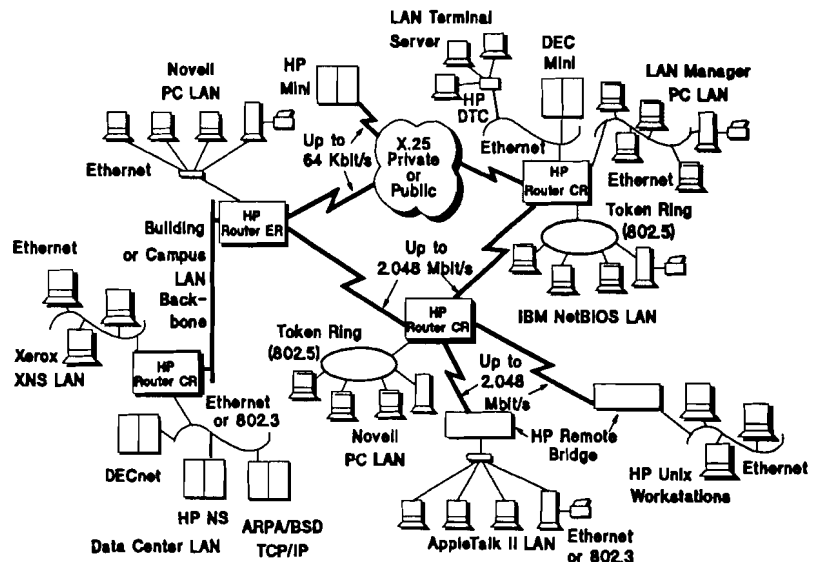 LAN Terminal
Server
HP
Mini
DEC
Mini
Novell
PC LAN
LAN Manager
PC LAN
HP
DTC
Ethernet
Up to
64 Kbit/s
X.25
Private
or
Public
Ethernet
HP
Router CR
Ethernet
HP
Router ER
Token Ring
(802.5)
IBM NetBIOS LAN
Building
or Campus
LAN
Back-
bone
Up to
2.048 Mbit/s
Ethernet
Xerox
XNS LAN
HP
Router CR
HP
Router CR
Token Ring
(802.5)
Novell
PC LAN
Up to
2.048
Mbit/s
HP Remote
Bridge
HP Unix
Workstations
Ethernet
Ethernet
or 802.3
DECnet
HP NS
ARPA/BSD
TCP/IP
Data Center LAN
AppleTalk II LAN
Ethernet
or 802.3